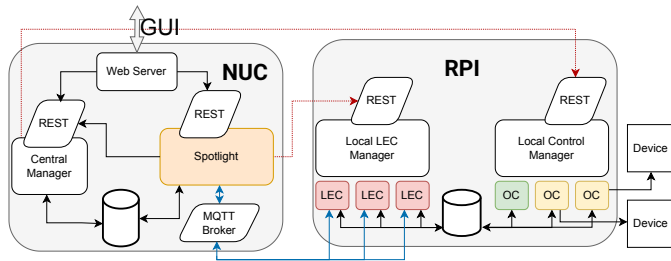 GUI
NUC
Web Server
REST
REST
Central
Manager
Spotlight
MQTT
Broker
RPI
REST
REST
Local LEC
Manager
Local Control
Manager
LEC
LEC
LEC
OC
OC
OC
Device
Device